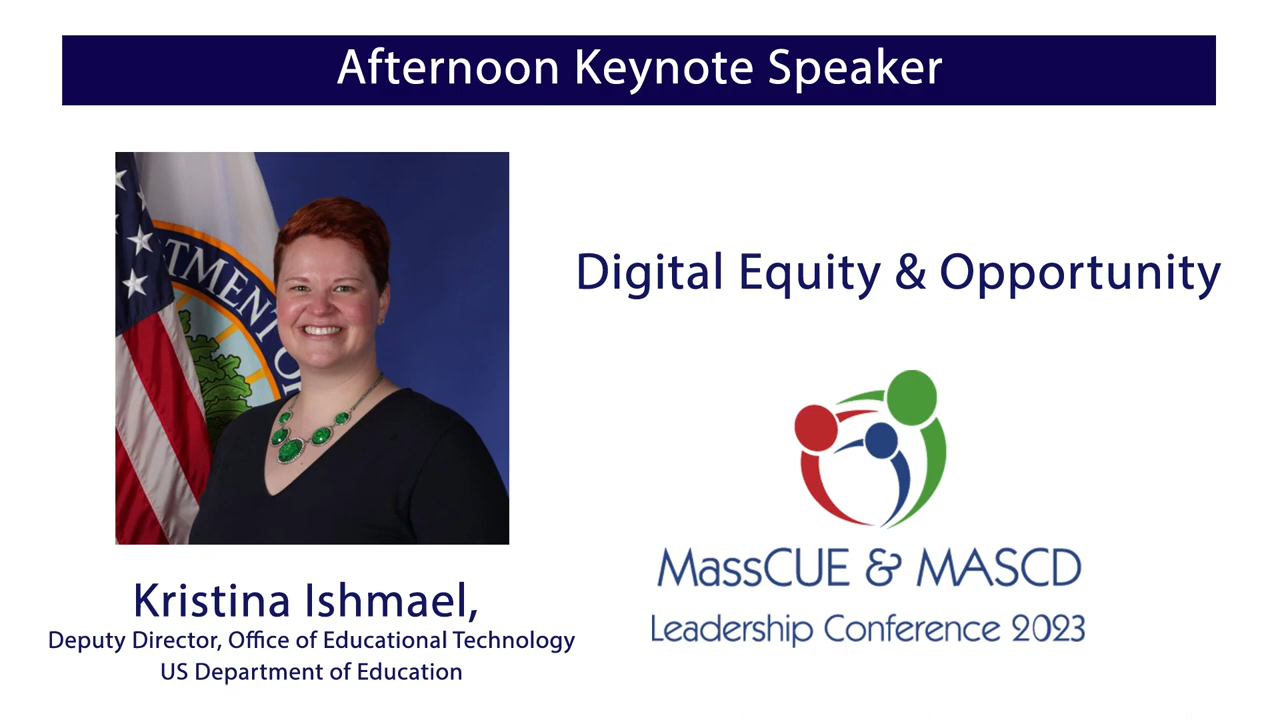 Afternoon Keynote Speaker
TMENT O
Digital Equity & Opportunity
MassCUE & MASCD
Leadership Conference 2023
Kristina Ishmael,
Deputy Director, Office of Educational Technology
US Department of Education